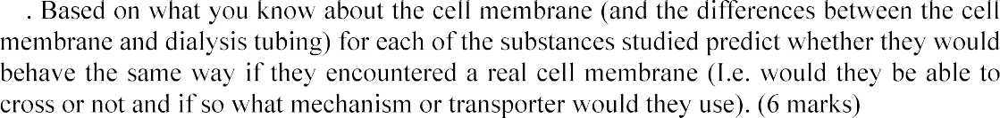 . Based on what you know about the cell membrane (and the differences between the cell
membrane and dialysis tubing) for each of the substances studied predict whether they would
behave the same way if they encountered a real cell membrane (I.e. would they be able to
cross or not and if so what mechanism or transporter would they use). (6 marks)